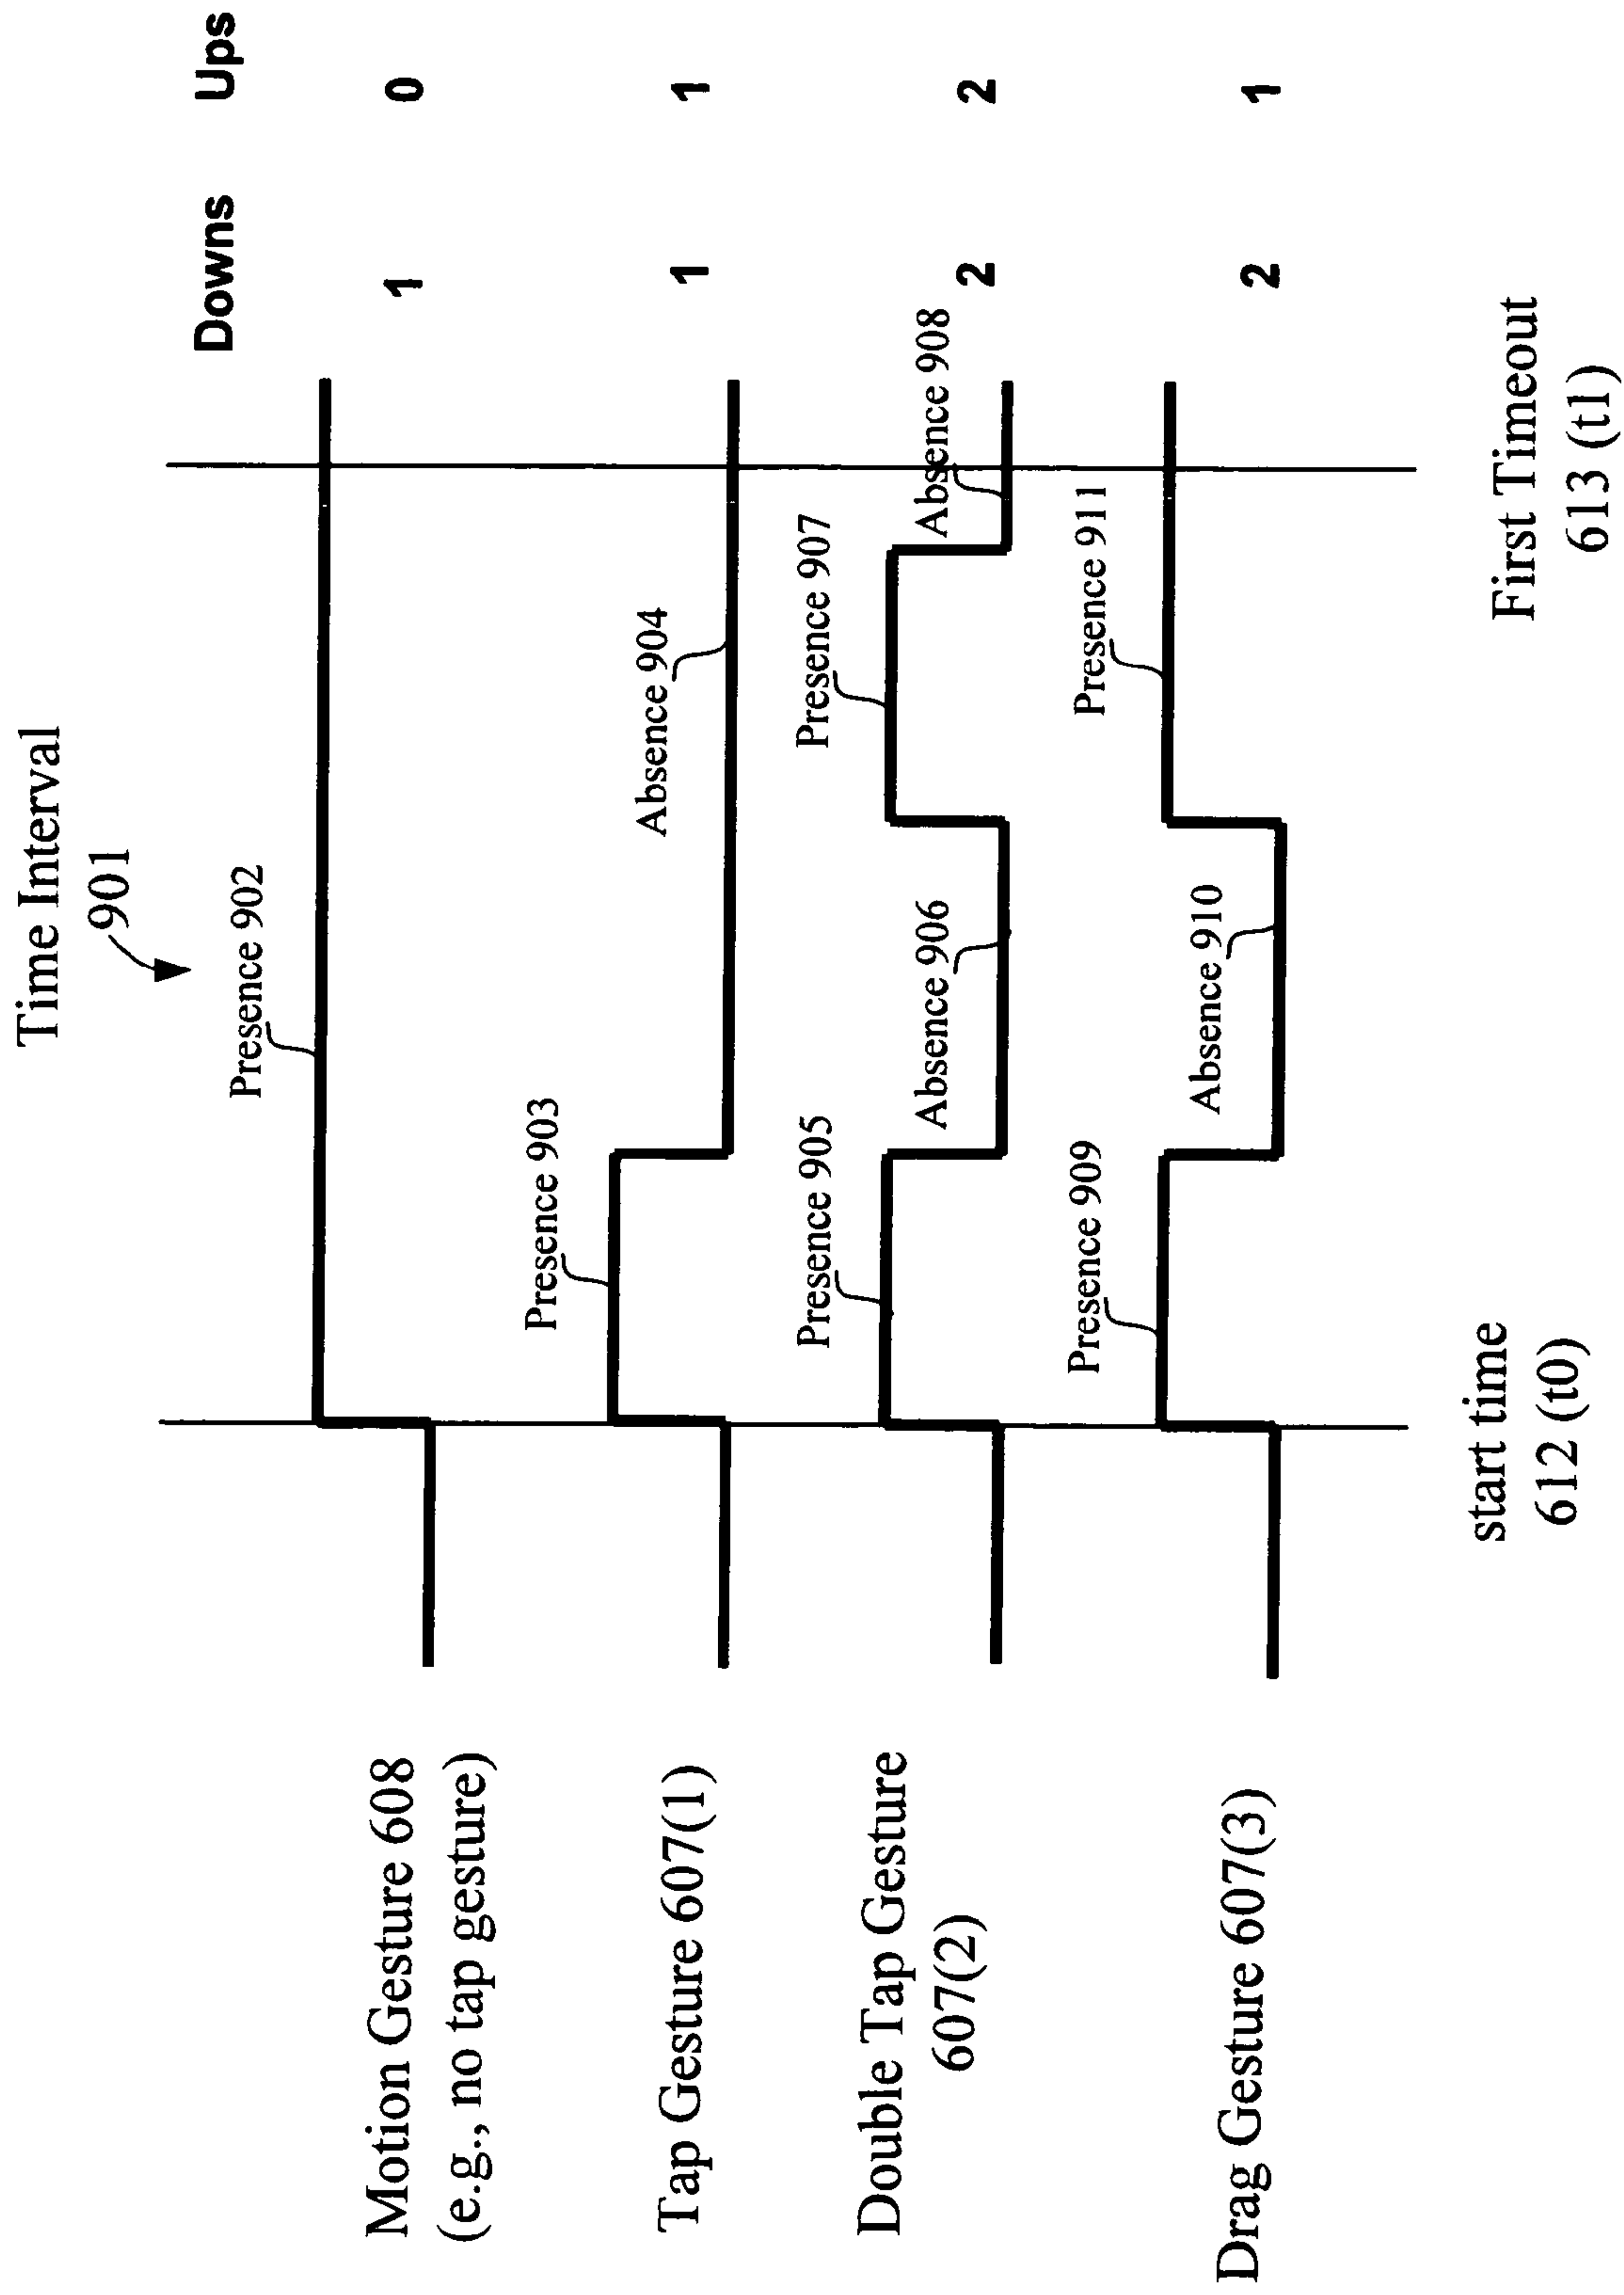 Time Interval
901
Downs Ups
Presence 902
Motion Gesture 608
(e.g., no tap gesture)
1 0
Presence 903
Absence 904
Tap Gesture 607(1)
1 1
Presence 905
Absence 906
Presence 907
Absence 908
Double Tap Gesture
607(2)
2 2
Presence 909
Absence 910
Presence 911
Drag Gesture 607(3)
2 1
start time
612 (t0)
First Timeout
613 (t1)